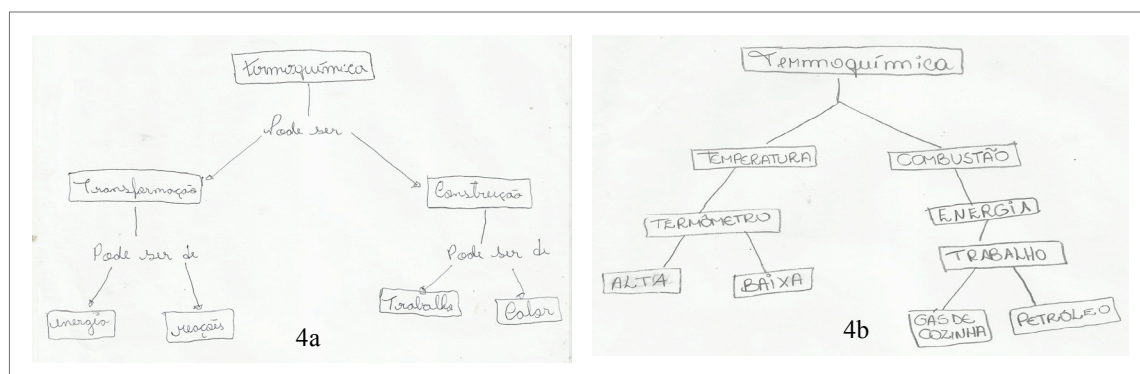 termoquímica
Pode ser
Transformação
Construção
Pode ser de
Pode ser de
energia
reações
Trabalho
Calor
4a
Termoquímica
TEMPERATURA
COMBUSTÃO
ENERGIA
TERMÔMETRO
TRABALHO
ALTA
BAIXA
GÁS DE
COZINHA
PETRÓLEO
4b